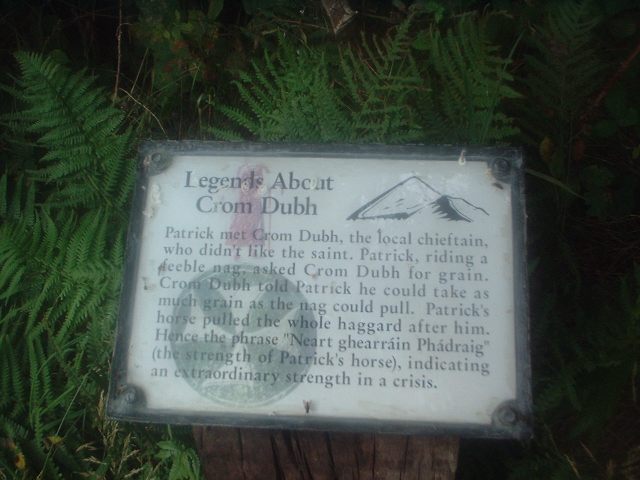 Legends About
Crom Dubh
Patrick met Crom Dubh, the local chieftain,
who didn't like the saint. Patrick, riding a
feeble nag, asked Crom Dubh for grain.
Crom Dubh told Patrick he could take as
much grain as the nag could pull. Patrick's
horse pulled the whole haggard after him.
Hence the phrase "Neart ghearráin Phádraig"
(the strength of Patrick's horse), indicating
an extraordinary strength in a crisis.